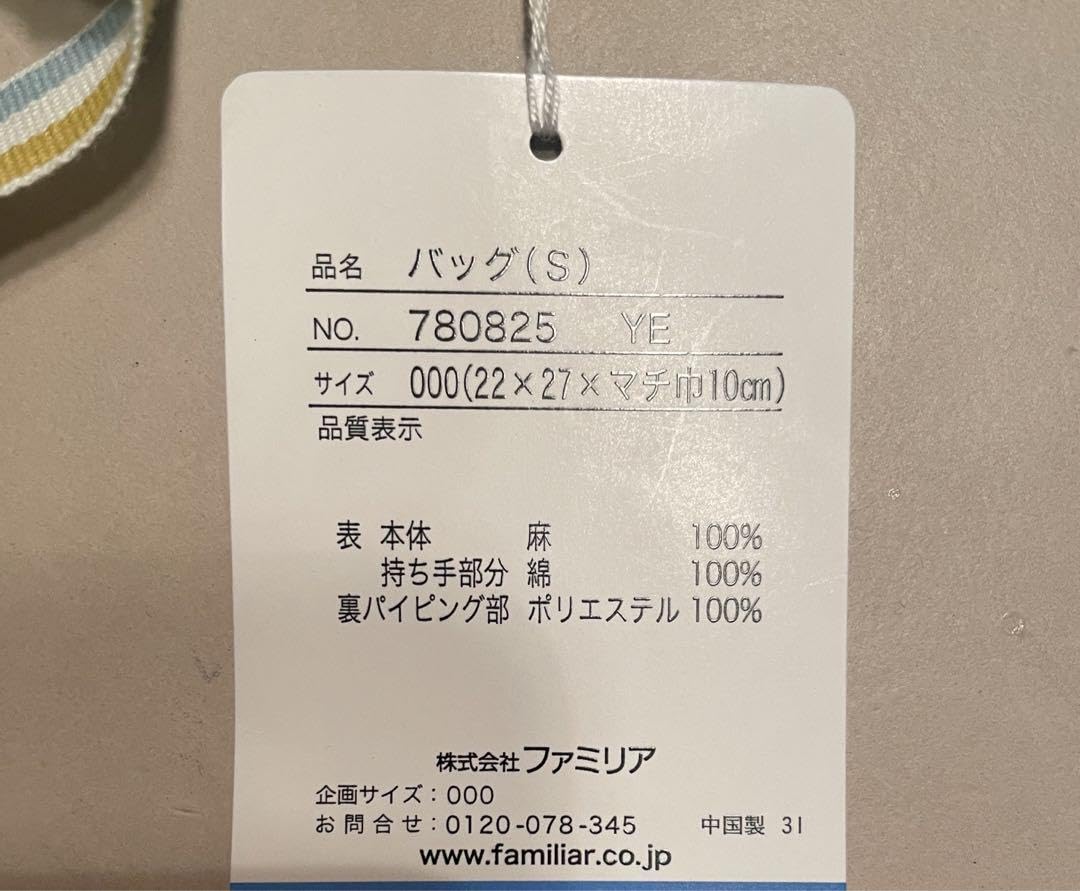 品名 バッグ(S)
NO. 780825 YE
サイズ 000(22×27×マチ巾10cm)
品質表示
表 本体 麻 100%
持ち手部分 綿 100%
裏パイピング部 ポリエステル 100%
株式会社ファミリア
企画サイズ:000
お問合せ:0120-078-345 中国製 31
www.familiar.co.jp